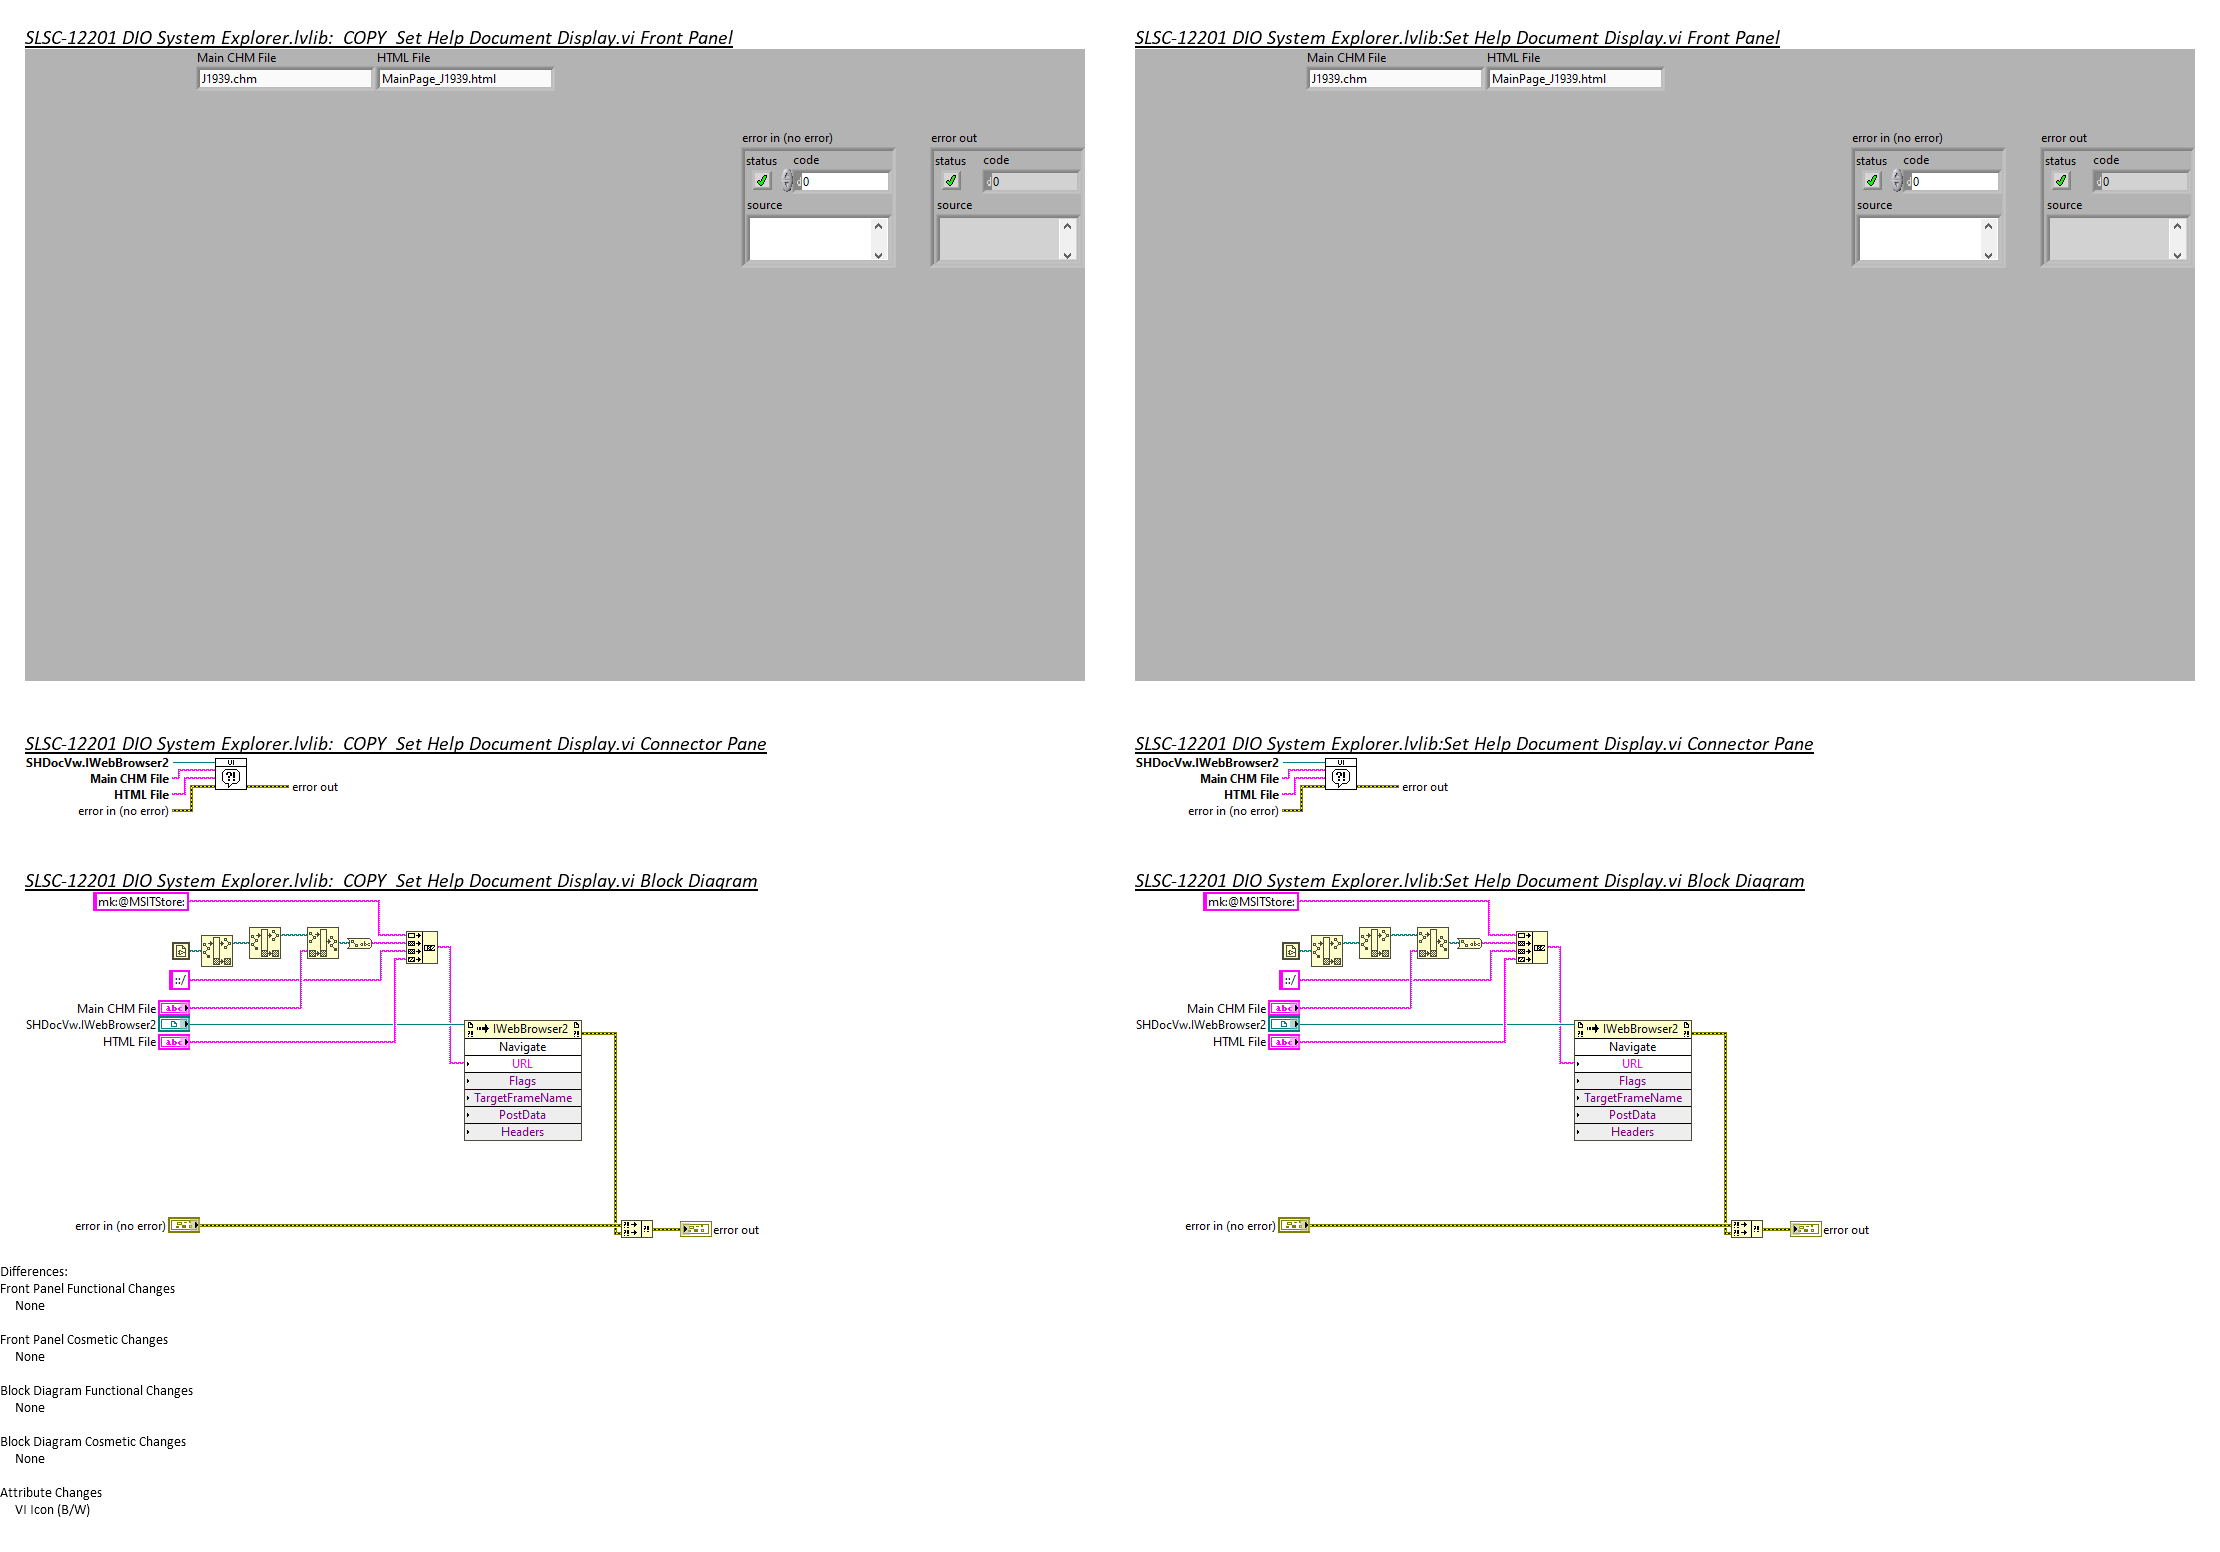 SLSC-12201 DIO System Explorer.lvlib:  COPY  Set Help Document Display.vi Front Panel
Main CHM File HTML File
J1939.chm MainPage_J1939.html
error in (no error) error out
status code status code
d 0 d 0
source source
SLSC-12201 DIO System Explorer.lvlib:Set Help Document Display.vi Front Panel
Main CHM File HTML File
J1939.chm MainPage_J1939.html
error in (no error) error out
status code status code
d 0 d 0
source source
SLSC-12201 DIO System Explorer.lvlib:  COPY  Set Help Document Display.vi Connector Pane
SHDocVw.IWebBrowser2 UI
Main CHM File ?!
HTML File error out
error in (no error)
SLSC-12201 DIO System Explorer.lvlib:Set Help Document Display.vi Connector Pane
SHDocVw.IWebBrowser2 UI
Main CHM File ?!
HTML File error out
error in (no error)
SLSC-12201 DIO System Explorer.lvlib:  COPY  Set Help Document Display.vi Block Diagram
mk:@MSITStore:
abc
::/
Main CHM File abc
SHDocVw.IWebBrowser2
HTML File abc
IWebBrowser2
Navigate
URL
Flags
TargetFrameName
PostData
Headers
error in (no error) error out
SLSC-12201 DIO System Explorer.lvlib:Set Help Document Display.vi Block Diagram
mk:@MSITStore:
abc
::/
Main CHM File abc
SHDocVw.IWebBrowser2
HTML File abc
IWebBrowser2
Navigate
URL
Flags
TargetFrameName
PostData
Headers
error in (no error) error out
Differences:
Front Panel Functional Changes
None
Front Panel Cosmetic Changes
None
Block Diagram Functional Changes
None
Block Diagram Cosmetic Changes
None
Attribute Changes
VI Icon (B/W)